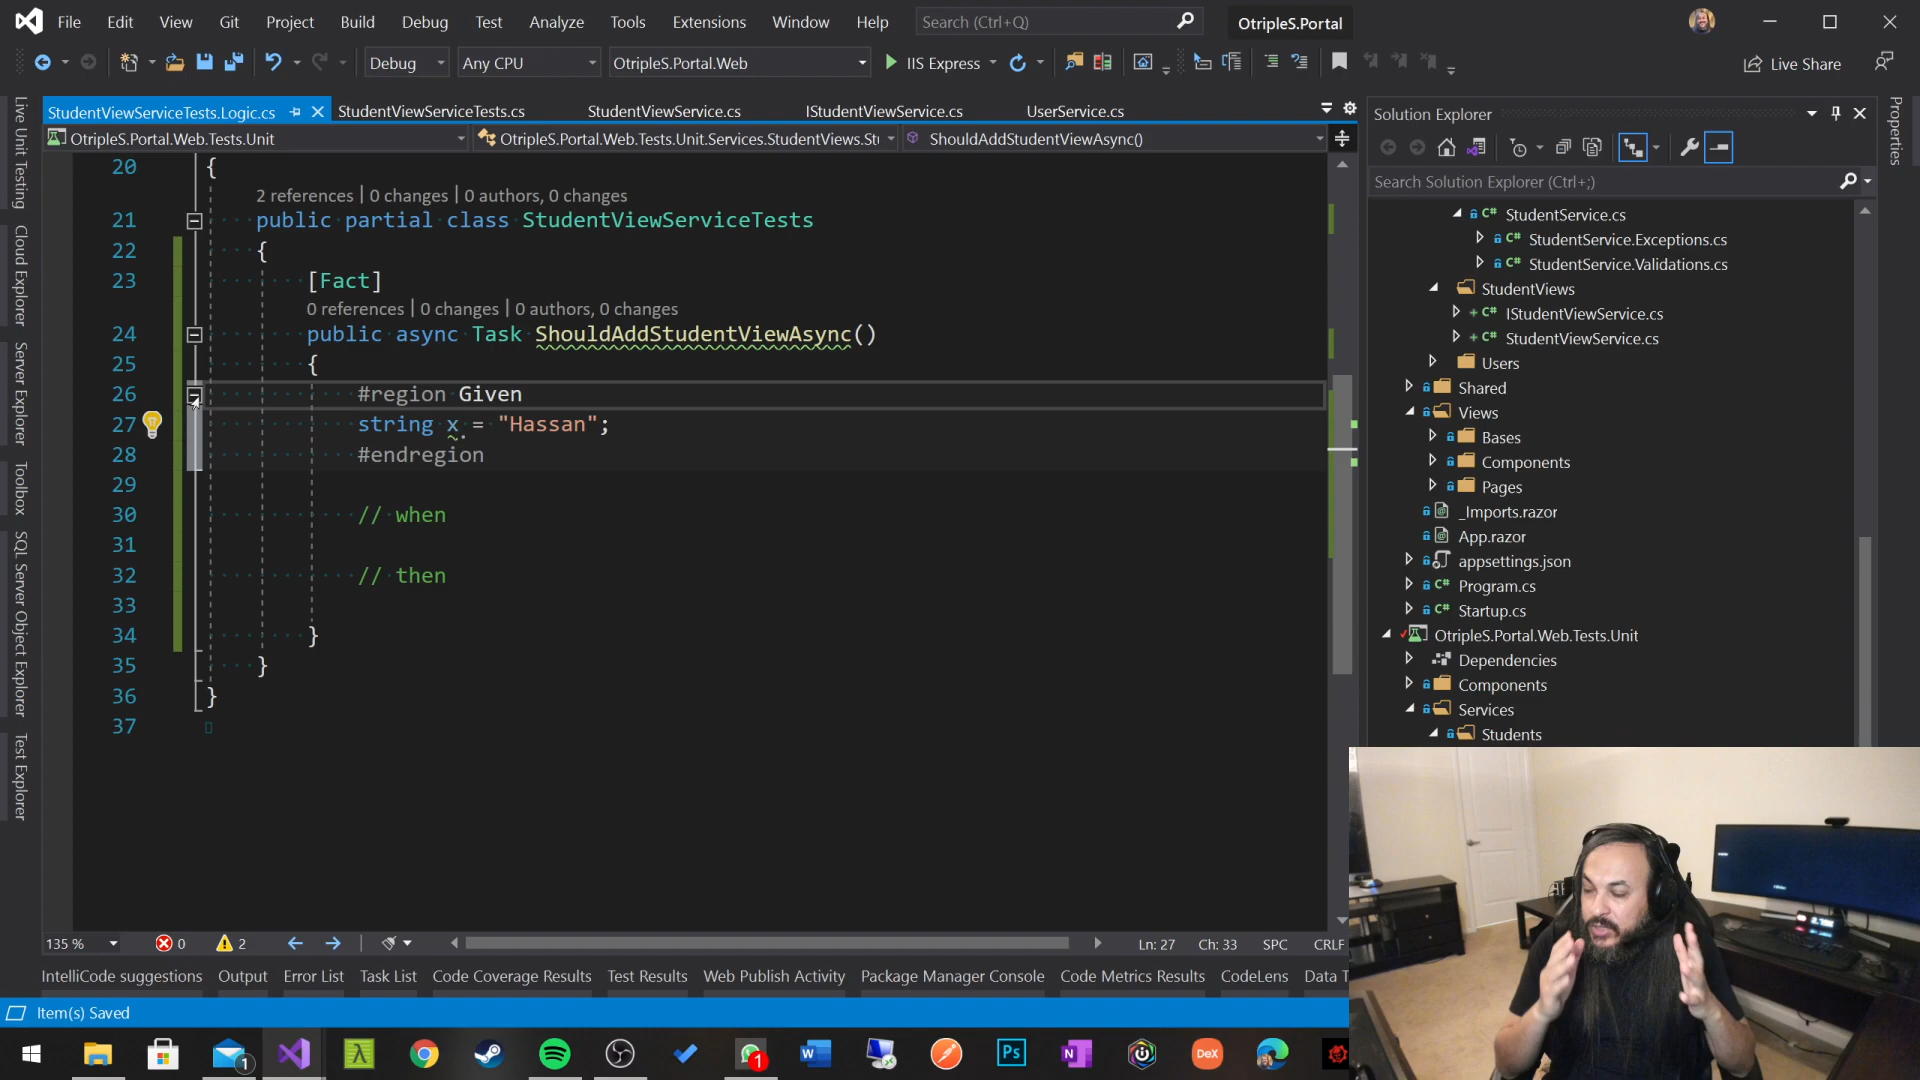 File Edit View Git Project Build Debug Test Analyze Tools Extensions Window Help Search (Ctrl+Q) OtripleS.Portal
Debug Any CPU OtripleS.Portal.Web IIS Express Live Share
StudentViewServiceTests.Logic.cs StudentViewServiceTests.cs StudentViewService.cs IStudentViewService.cs UserService.cs
OtripleS.Portal.Web.Tests.Unit OtripleS.Portal.Web.Tests.Unit.Services.StudentViews.St ShouldAddStudentViewAsync()
Live Unit Testing
Cloud Explorer
Server Explorer
Toolbox
SQL Server Object Explorer
Test Explorer
20 {
2 references | 0 changes | 0 authors, 0 changes
21 public partial class StudentViewServiceTests
22 {
23 [Fact]
0 references | 0 changes | 0 authors, 0 changes
24 public async Task ShouldAddStudentViewAsync()
25 {
26 #region Given
27 string x = "Hassan";
28 #endregion
29
30 // when
31
32 // then
33
34 }
35 }
36 }
37
135 % 0 2 Ln: 27 Ch: 33 SPC CRLF
IntelliCode suggestions Output Error List Task List Code Coverage Results Test Results Web Publish Activity Package Manager Console Code Metrics Results CodeLens Data T
Item(s) Saved
Solution Explorer
Search Solution Explorer (Ctrl+;)
C# StudentService.cs
C# StudentService.Exceptions.cs
C# StudentService.Validations.cs
StudentViews
C# IStudentViewService.cs
C# StudentViewService.cs
Users
Shared
Views
Bases
Components
Pages
_Imports.razor
App.razor
appsettings.json
C# Program.cs
C# Startup.cs
OtripleS.Portal.Web.Tests.Unit
Dependencies
Components
Services
Students
Properties
1 1 W Ps N DeX